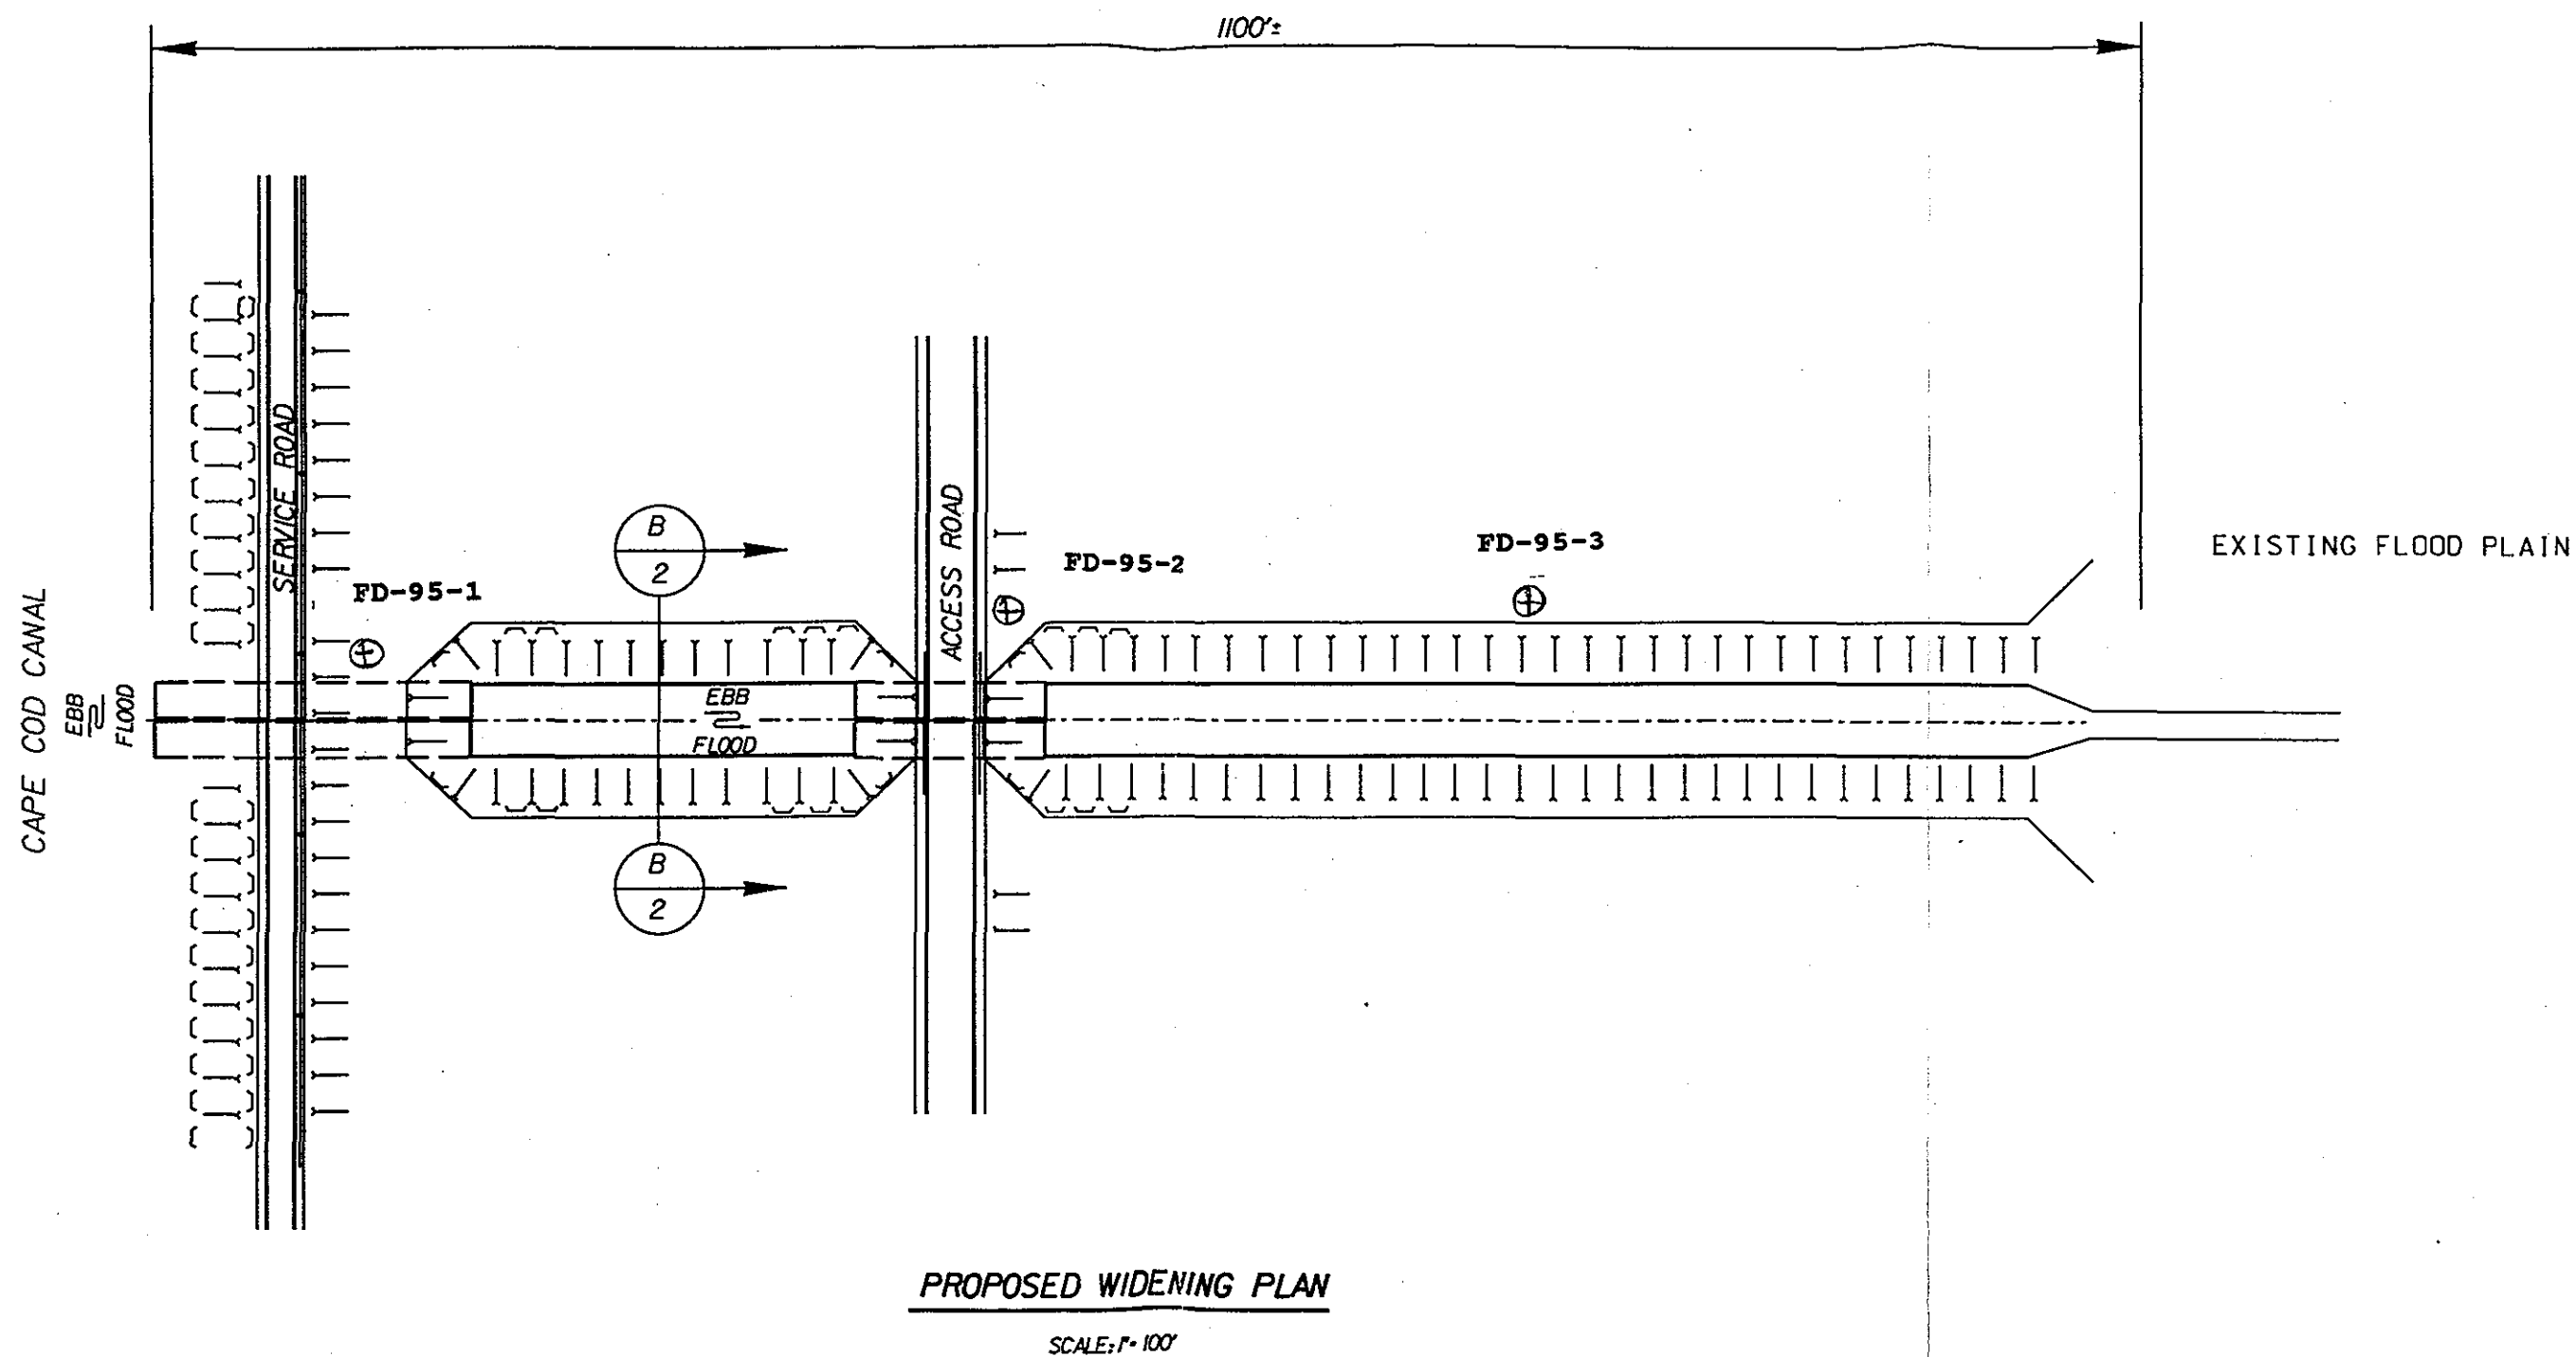 1100'±
SERVICE ROAD
ACCESS ROAD
B
2
FD-95-1
FD-95-2
FD-95-3
EXISTING FLOOD PLAIN
CAPE COD CANAL
EBB
FLOOD
EBB
FLOOD
B
2
PROPOSED WIDENING PLAN
SCALE: 1"= 100'